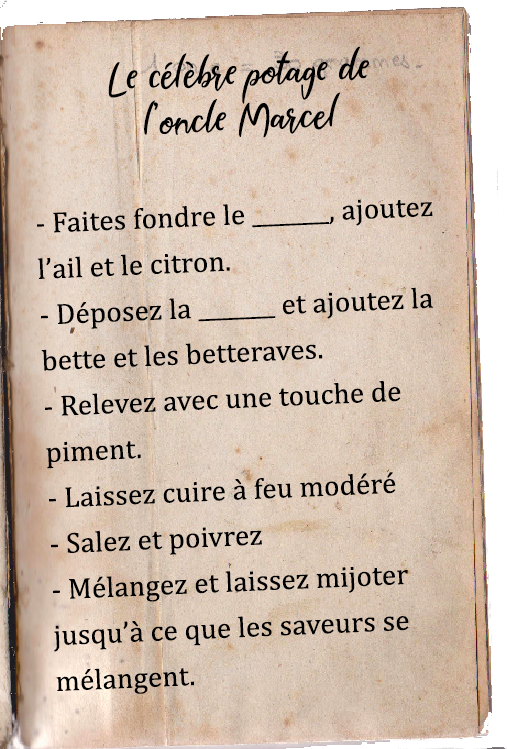 Le célèbre potage de
l'oncle Marcel
- Faites fondre le ______, ajoutez
l'ail et le citron.
- Déposez la ______ et ajoutez la
bette et les betteraves.
- Relevez avec une touche de
piment.
- Laissez cuire à feu modéré
- Salez et poivrez
- Mélangez et laissez mijoter
jusqu'à ce que les saveurs se
mélangent.